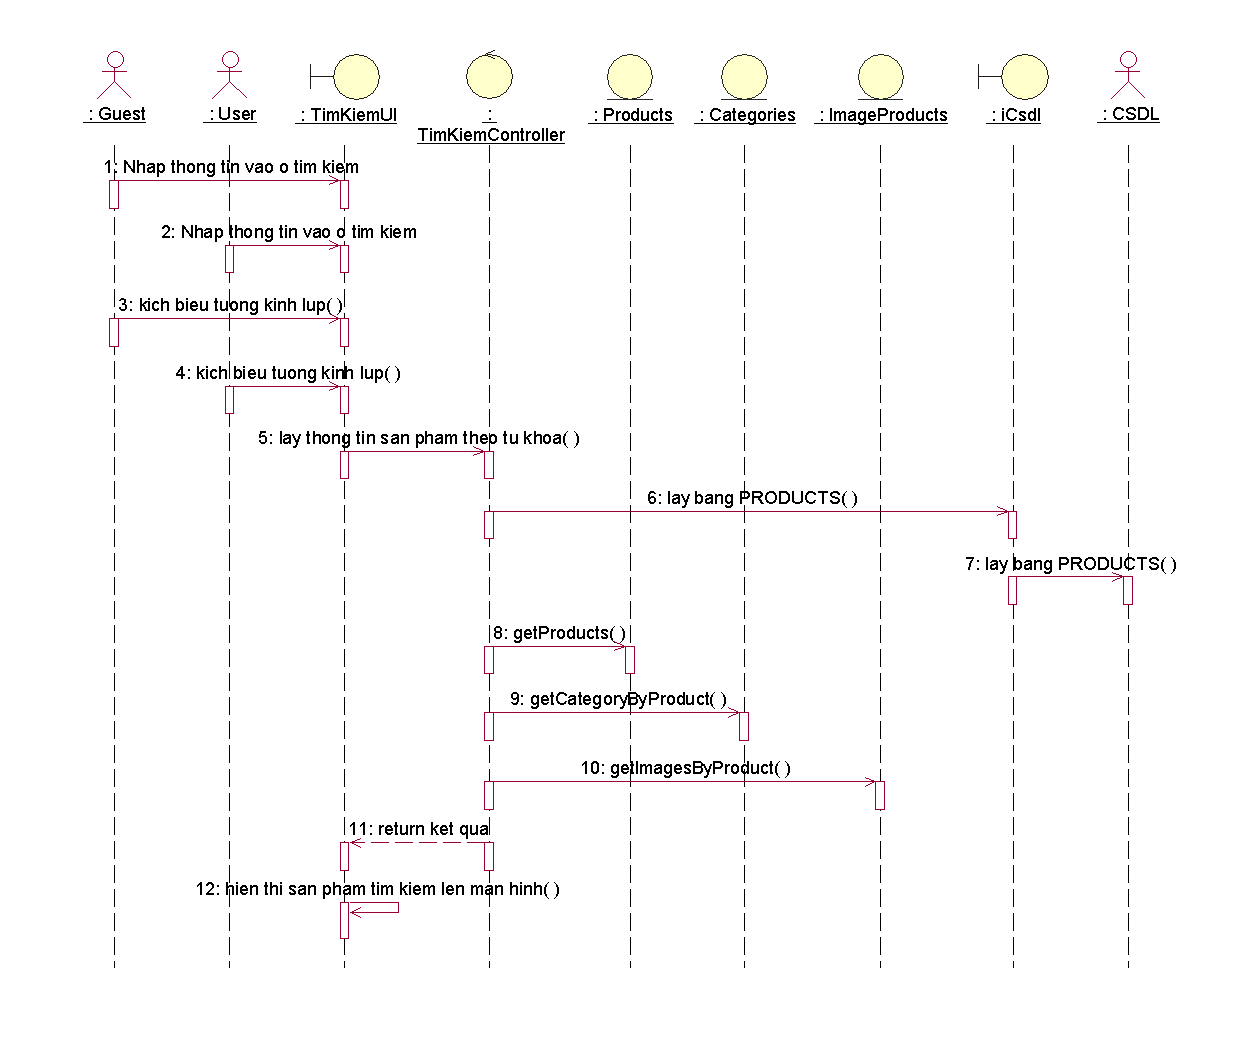 : Guest
: User
: TimKiemUI
:
TimKiemController
: Products
: Categories
: ImageProducts
: iCsdl
: CSDL
1: Nhap thong tin vao o tim kiem
2: Nhap thong tin vao o tim kiem
3: kich bieu tuong kinh lup( )
4: kich bieu tuong kinh lup( )
5: lay thong tin san pham theo tu khoa( )
6: lay bang PRODUCTS( )
7: lay bang PRODUCTS( )
8: getProducts( )
9: getCategoryByProduct( )
10: getImagesByProduct( )
11: return ket qua
12: hien thi san pham tim kiem len man hinh( )